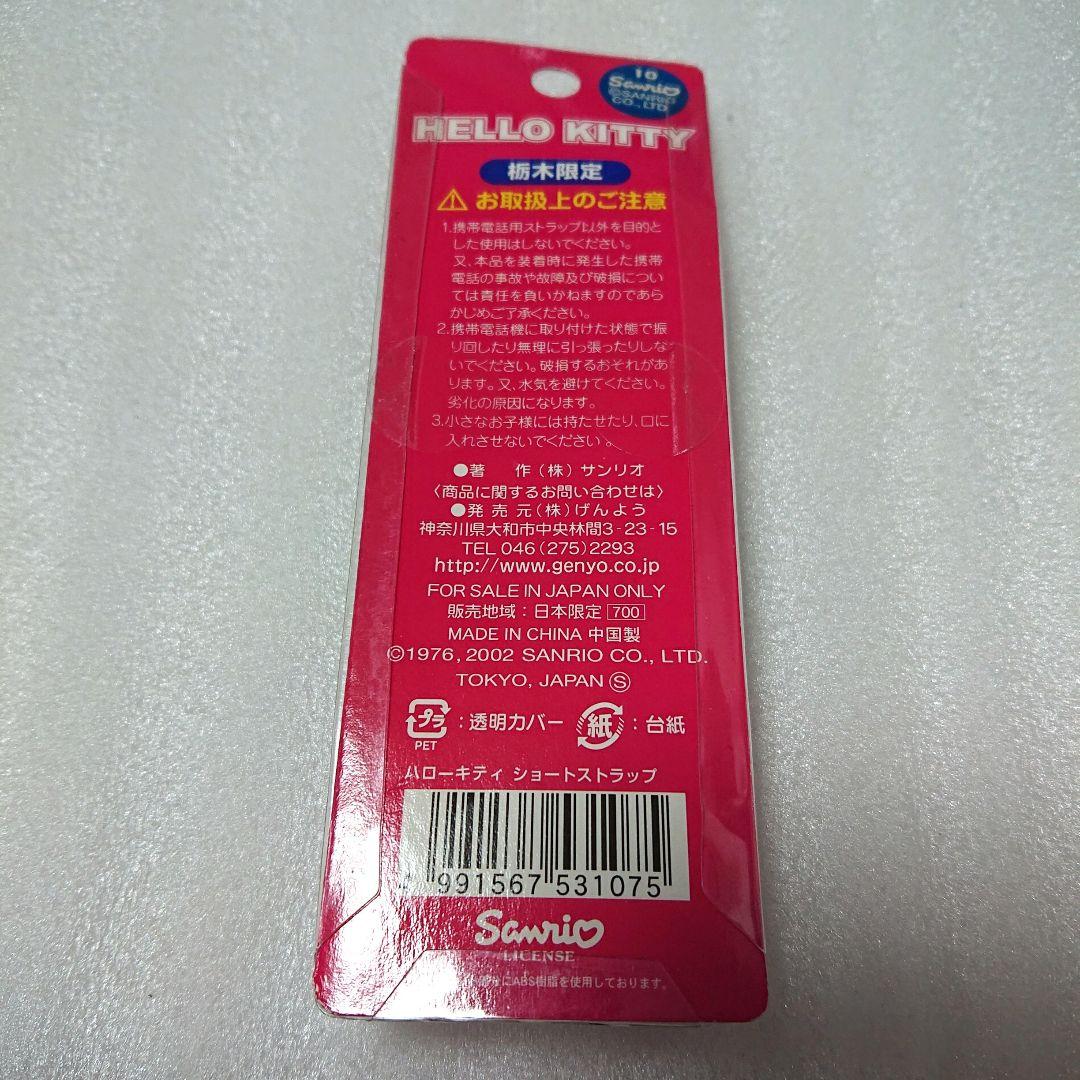 10
Sanrio
©SANRIO
CO., LTD
HELLO KITTY
栃木限定
お取扱上のご注意
1.携帯電話用ストラップ以外を目的と
した使用はしないでください。
又、本品を装着時に発生した携帯
電話の事故や故障及び破損につい
ては責任を負いかねますのであら
かじめご了承ください。
2.携帯電話機に取り付けた状態で振
り回したり無理に引っ張ったりしな
いでください。破損するおそれがあ
ります。又、水気を避けてください。
劣化の原因になります。
3.小さなお子様には持たせたり、口に
入れさせないでください。
●著 作(株)サンリオ
〈商品に関するお問い合わせは〉
●発売元(株)げんよう
神奈川県大和市中央林間3-23-15
TEL 046(275)2293
http://www.genyo.co.jp
FOR SALE IN JAPAN ONLY
販売地域:日本限定 700
MADE IN CHINA 中国製
©1976, 2002 SANRIO CO., LTD.
TOKYO, JAPAN Ⓢ
プラ:透明カバー 紙:台紙
PET
ハローキティ ショートストラップ
4 991567 531075
Sanrio
LICENSE
部分にABS樹脂を使用しております。